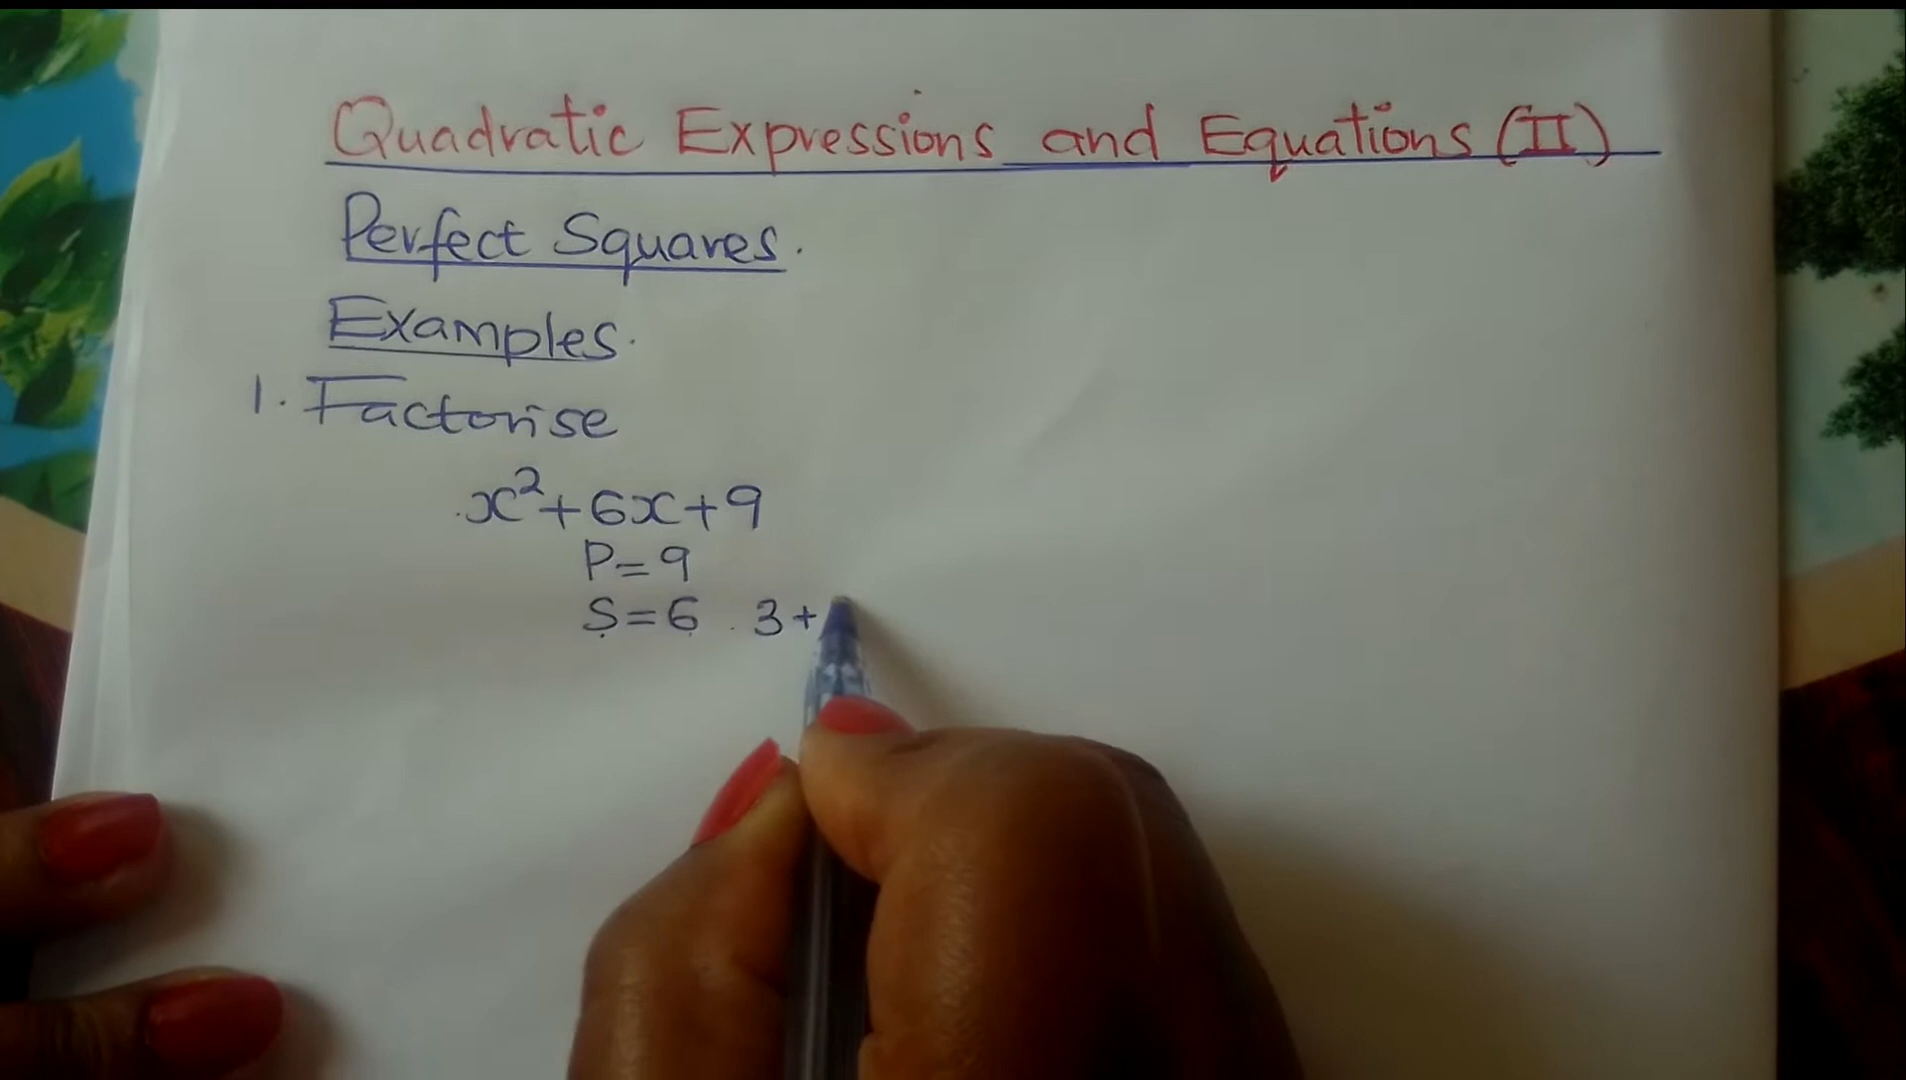 Quadratic Expressions and Equations (II)
Perfect Squares.
Examples.
1. Factorise
x²+6x+9
P=9
S=6 3+